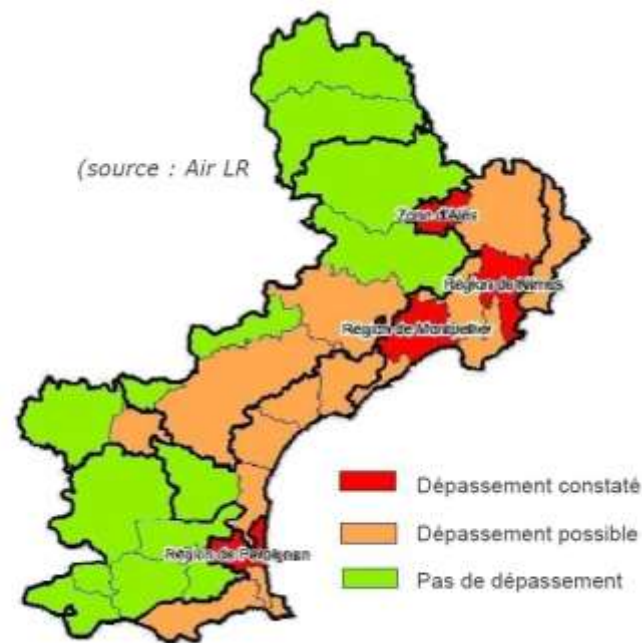 (source : Air LR
Zone d'Alès
Région de Nîmes
Région de Montpellier
Région de Perpignan
Dépassement constaté
Dépassement possible
Pas de dépassement